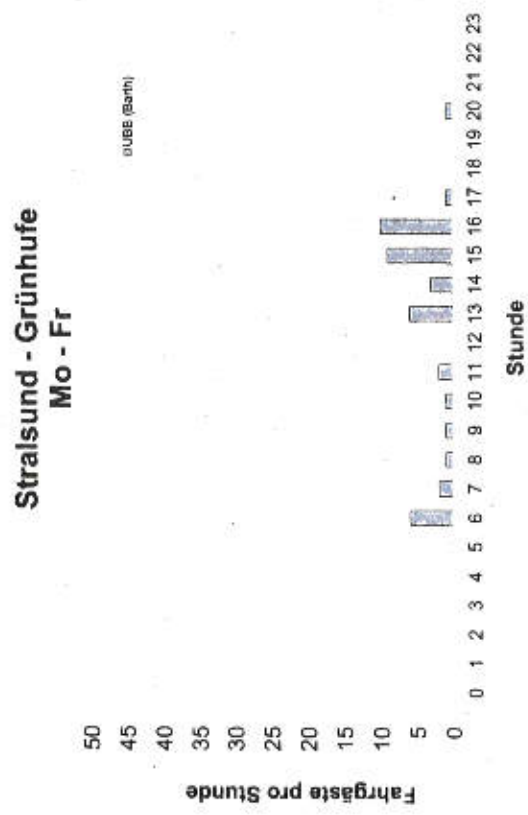 Stralsund - Grünhufe
Mo - Fr
DUBB (Barth)
Fahrgäste pro Stunde
50
45
40
35
30
25
20
15
10
5
0
0 1 2 3 4 5 6 7 8 9 10 11 12 13 14 15 16 17 18 19 20 21 22 23
Stunde